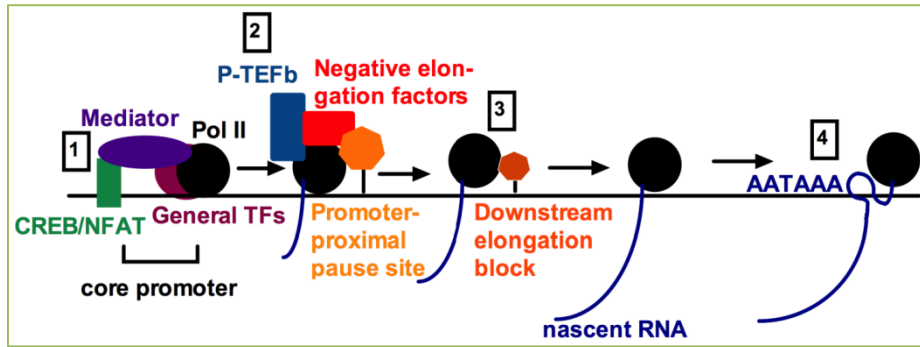 2
P-TEFb
Negative elon-
gation factors
3
4
Mediator
Pol II
1
AATAAA
CREB/NFAT
General TFs
Promoter-
proximal
pause site
Downstream
elongation
block
core promoter
nascent RNA